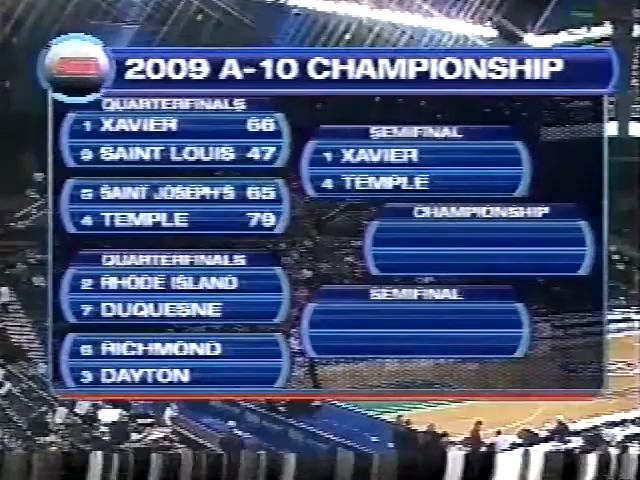 2009 A-10 CHAMPIONSHIP
QUARTERFINALS
1 XAVIER 66
9 SAINT LOUIS 47
5 SAINT JOSEPH'S 65
4 TEMPLE 79
QUARTERFINALS
2 RHODE ISLAND
7 DUQUESNE
6 RICHMOND
3 DAYTON
SEMIFINAL
1 XAVIER
4 TEMPLE
CHAMPIONSHIP
SEMIFINAL